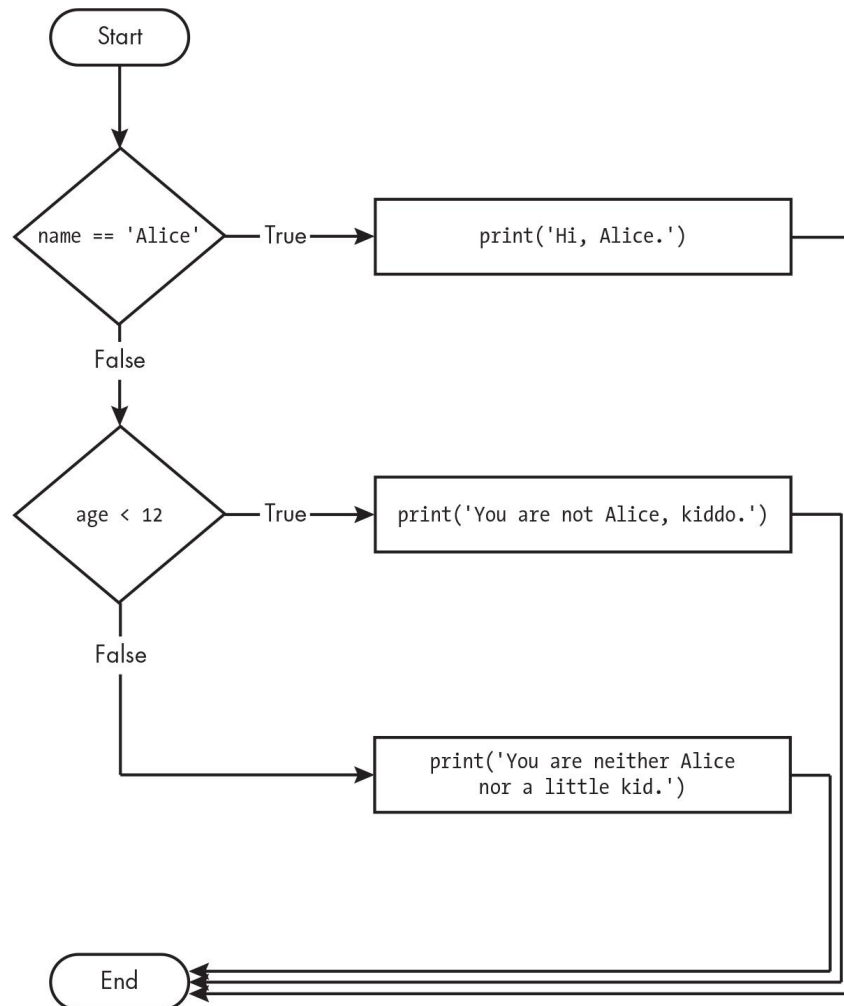 Start
name == 'Alice'
True
print('Hi, Alice.')
False
age < 12
True
print('You are not Alice, kiddo.')
False
print('You are neither Alice
nor a little kid.')
End